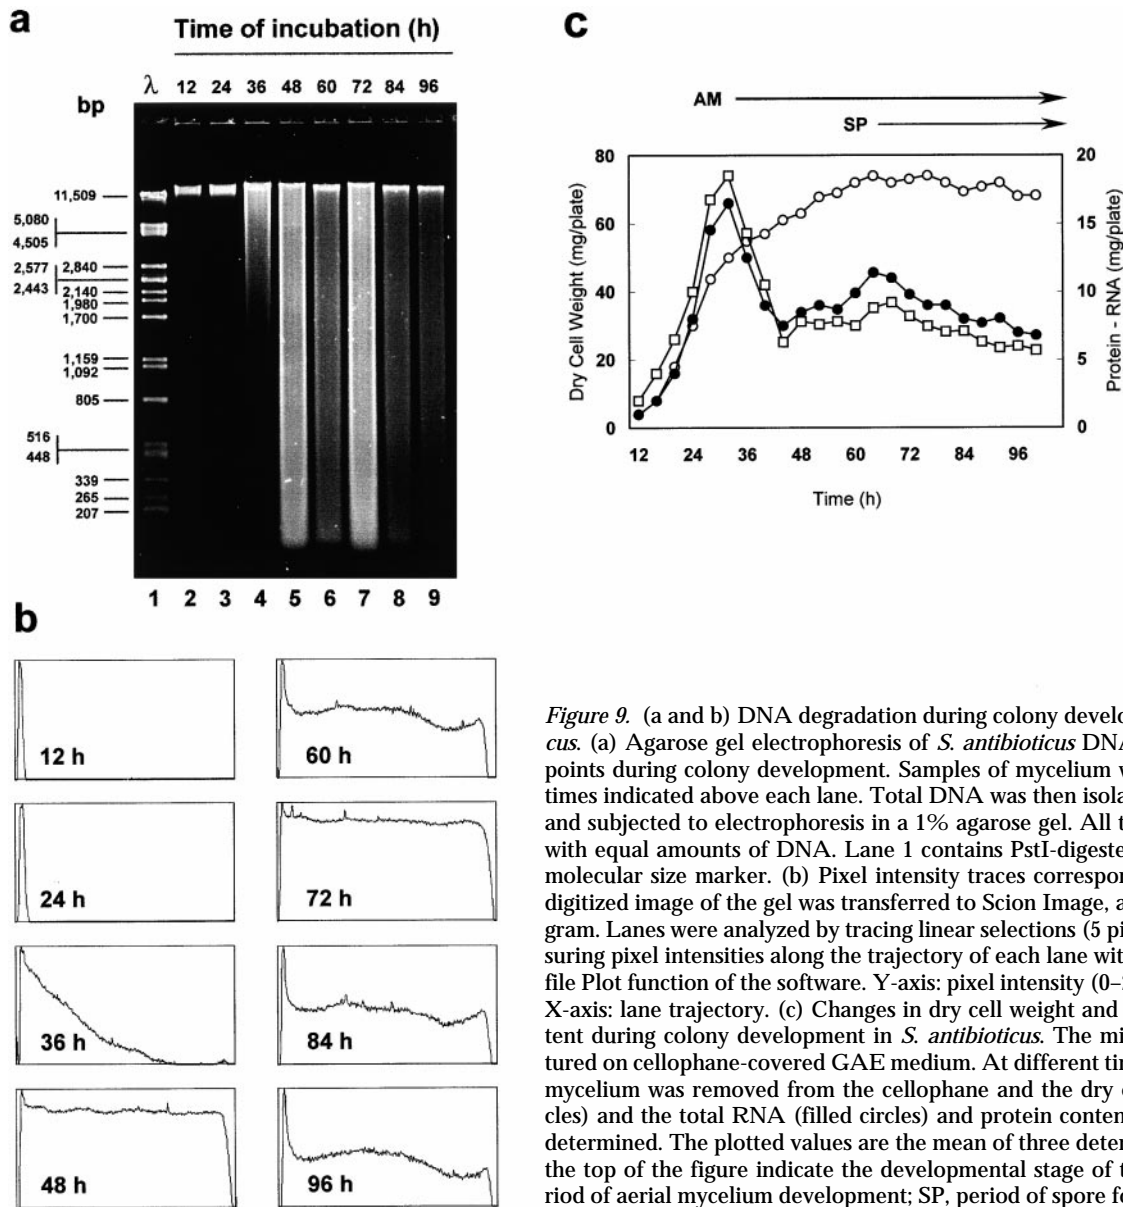 a
Time of incubation (h)
λ 12 24 36 48 60 72 84 96
bp
11,509
5,080
4,505
2,577
2,840
2,443
2,140
1,980
1,700
1,159
1,092
805
516
448
339
265
207
1 2 3 4 5 6 7 8 9
b
12 h
24 h
36 h
48 h
60 h
72 h
84 h
96 h
c
AM
SP
80
60
40
20
0
Dry Cell Weight (mg/plate)
20
15
10
5
0
Protein - RNA (mg/plate)
12 24 36 48 60 72 84 96
Time (h)
Figure 9. (a and b) DNA degradation during colony develo
cus. (a) Agarose gel electrophoresis of S. antibioticus DNA
points during colony development. Samples of mycelium w
times indicated above each lane. Total DNA was then isola
and subjected to electrophoresis in a 1% agarose gel. All t
with equal amounts of DNA. Lane 1 contains PstI-digeste
molecular size marker. (b) Pixel intensity traces correspon
digitized image of the gel was transferred to Scion Image, a
gram. Lanes were analyzed by tracing linear selections (5 pi
suring pixel intensities along the trajectory of each lane wit
file Plot function of the software. Y-axis: pixel intensity (0–
X-axis: lane trajectory. (c) Changes in dry cell weight and
tent during colony development in S. antibioticus. The mi
tured on cellophane-covered GAE medium. At different tin
mycelium was removed from the cellophane and the dry
cles) and the total RNA (filled circles) and protein conten
determined. The plotted values are the mean of three deter
the top of the figure indicate the developmental stage of t
riod of aerial mycelium development; SP, period of spore fo